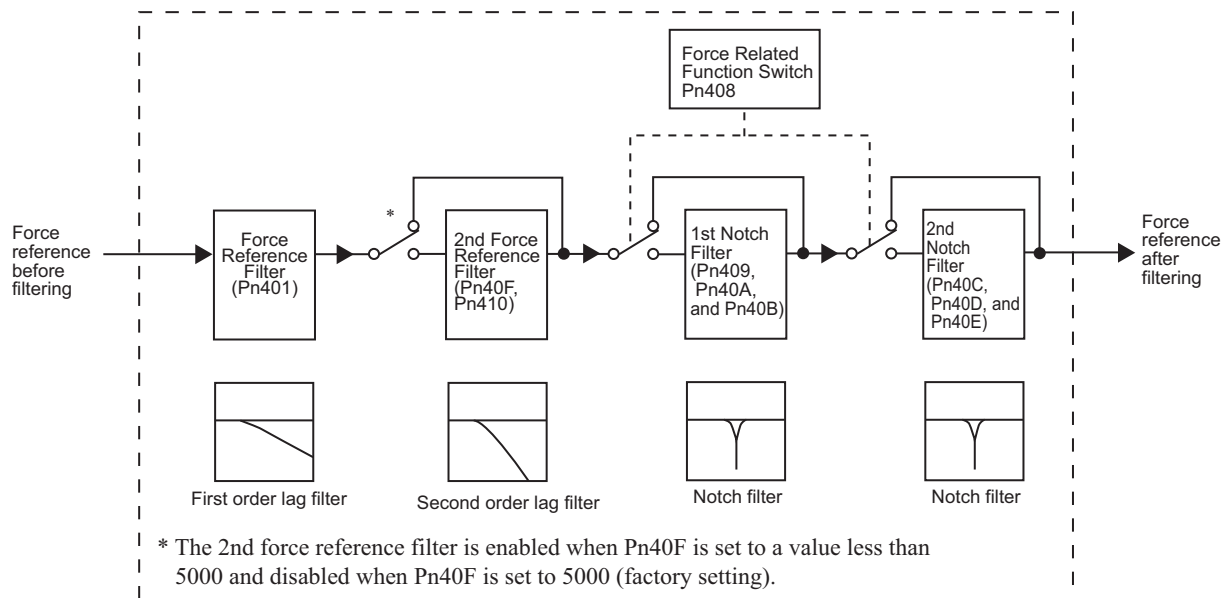 Force Related
Function Switch
Pn408
Force
reference
before
filtering
Force
Reference
Filter
(Pn401)
*
2nd Force
Reference
Filter
(Pn40F,
Pn410)
1st Notch
Filter
(Pn409,
Pn40A,
and Pn40B)
2nd
Notch
Filter
(Pn40C,
Pn40D, and
Pn40E)
Force
reference
after
filtering
First order lag filter
Second order lag filter
Notch filter
Notch filter
* The 2nd force reference filter is enabled when Pn40F is set to a value less than
5000 and disabled when Pn40F is set to 5000 (factory setting).